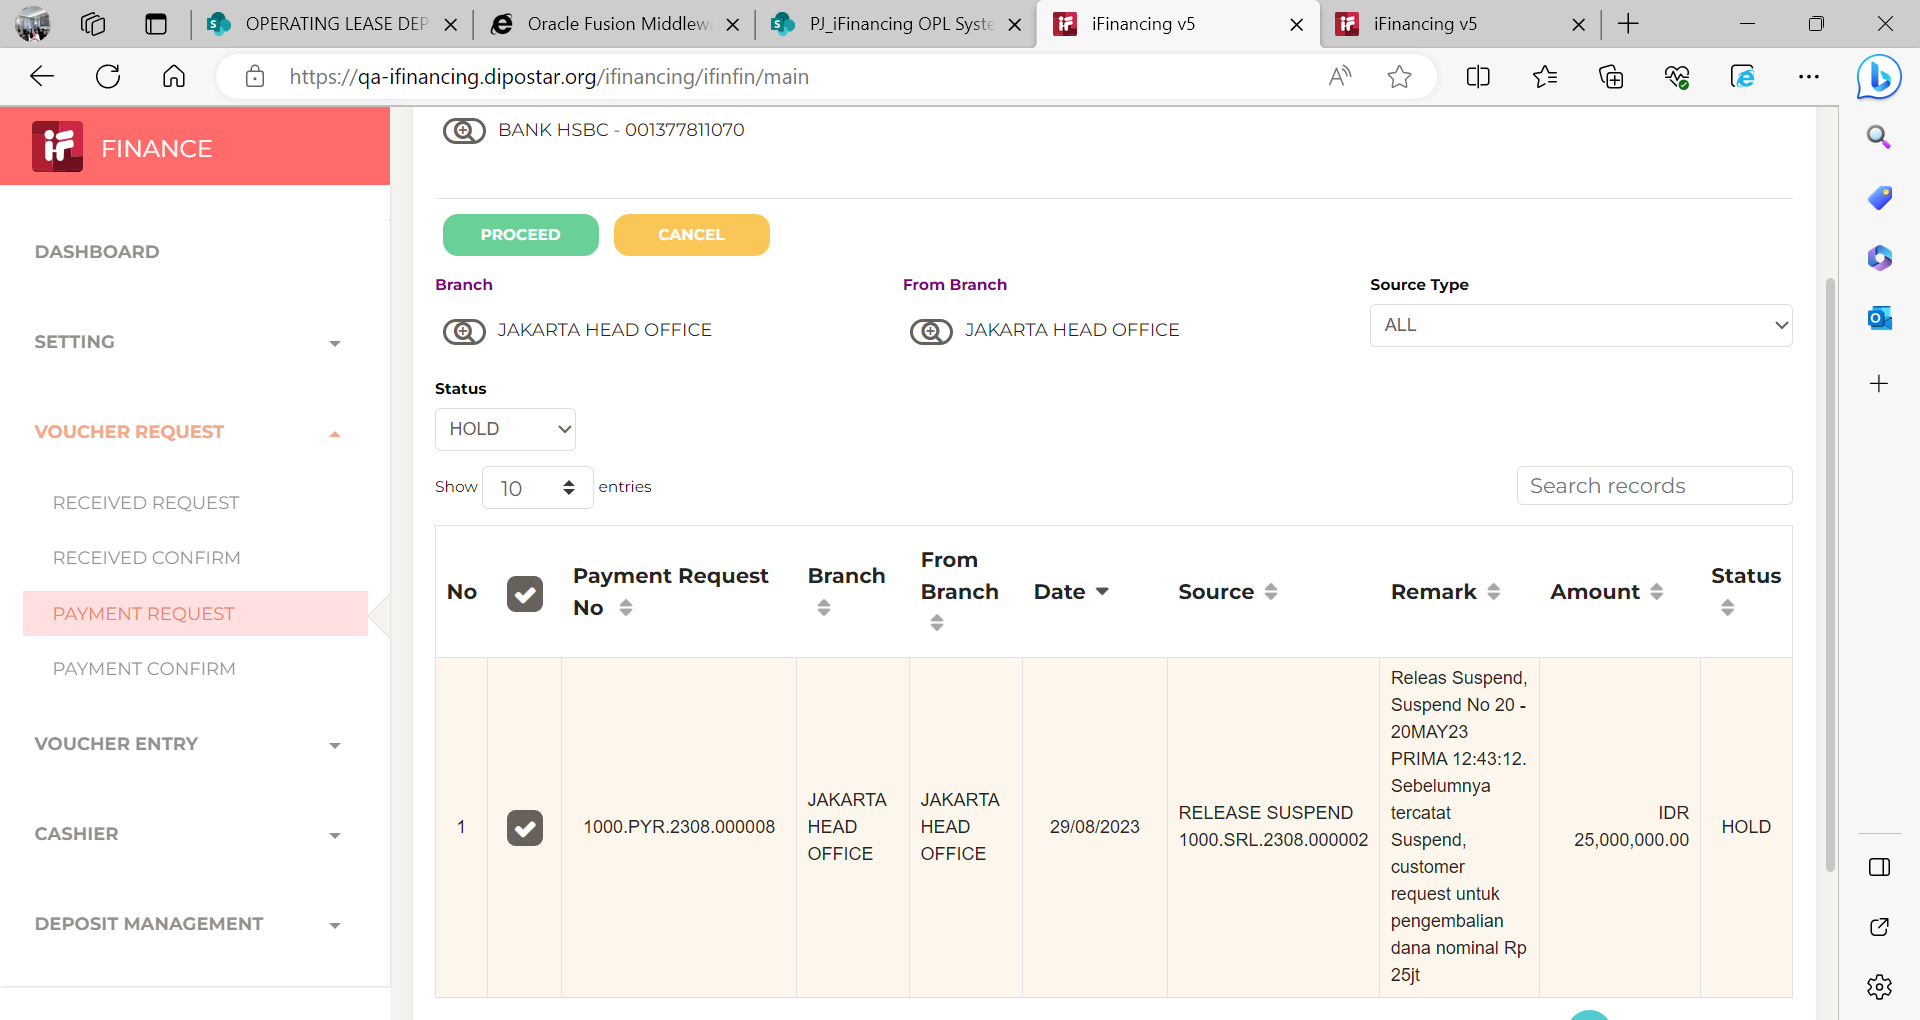 OPERATING LEASE DEP
Oracle Fusion Middlew
PJ_iFinancing OPL Syste
iFinancing v5
iFinancing v5
https://qa-ifinancing.dipostar.org/ifinancing/ifinfin/main
iF FINANCE
DASHBOARD
SETTING
VOUCHER REQUEST
RECEIVED REQUEST
RECEIVED CONFIRM
PAYMENT REQUEST
PAYMENT CONFIRM
VOUCHER ENTRY
CASHIER
DEPOSIT MANAGEMENT
BANK HSBC - 001377811070
PROCEED CANCEL
Branch From Branch Source Type
JAKARTA HEAD OFFICE JAKARTA HEAD OFFICE ALL
Status
HOLD
Show 10 entries Search records
No Payment Request No Branch From Branch Date Source Remark Amount Status
1
1000.PYR.2308.000008
JAKARTA
HEAD
OFFICE
JAKARTA
HEAD
OFFICE
29/08/2023
RELEASE SUSPEND
1000.SRL.2308.000002
Releas Suspend,
Suspend No 20 -
20MAY23
PRIMA 12:43:12.
Sebelumnya
tercatat
Suspend,
customer
request untuk
pengembalian
dana nominal Rp
25jt
IDR
25,000,000.00
HOLD